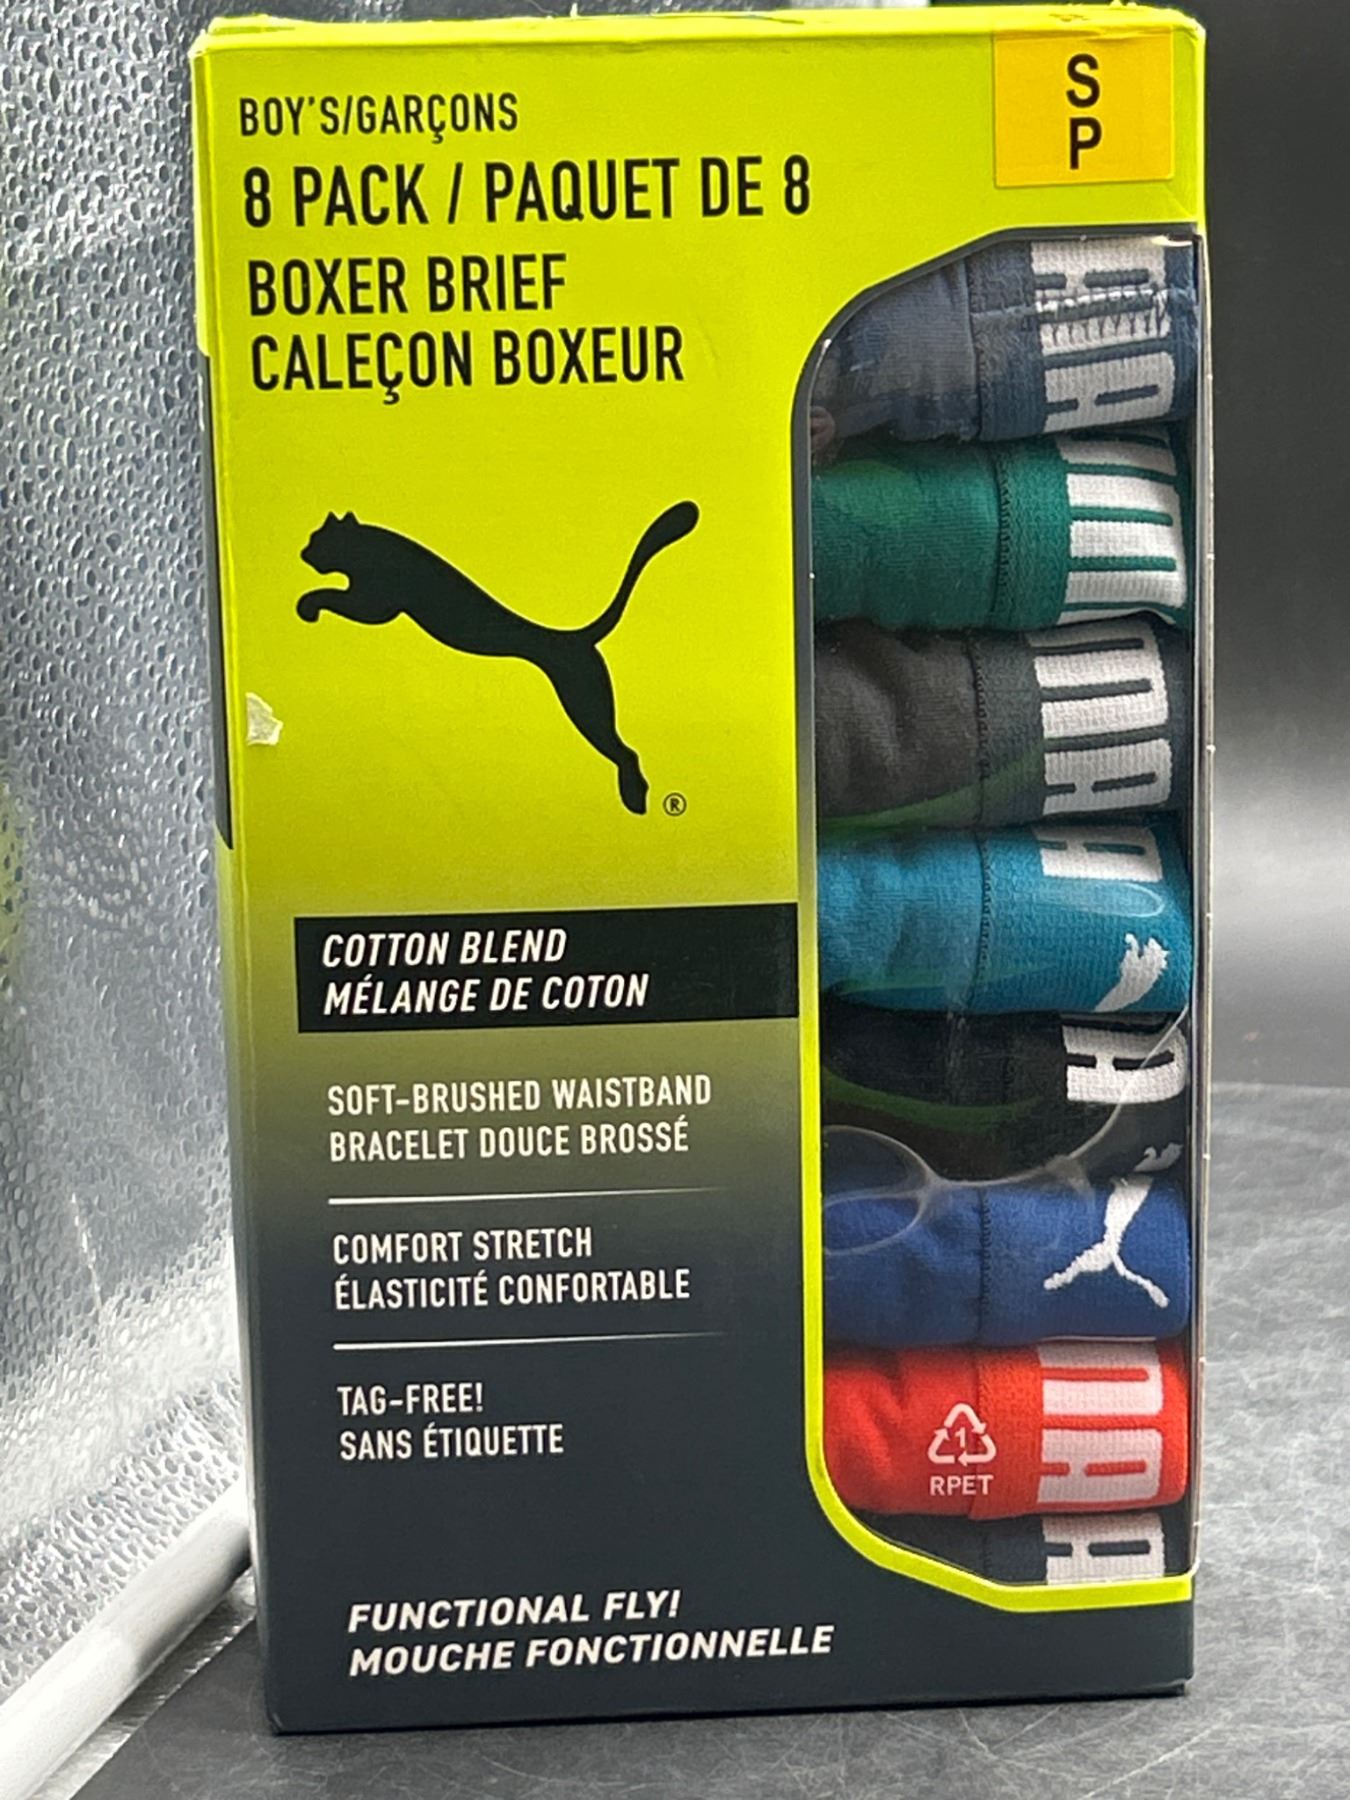 BOY'S/GARÇONS
8 PACK / PAQUET DE 8
BOXER BRIEF
CALEÇON BOXEUR
S
P
®
COTTON BLEND
MÉLANGE DE COTON
SOFT-BRUSHED WAISTBAND
BRACELET DOUCE BROSSÉ
COMFORT STRETCH
ÉLASTICITÉ CONFORTABLE
TAG-FREE!
SANS ÉTIQUETTE
1
RPET
FUNCTIONAL FLY!
MOUCHE FONCTIONNELLE